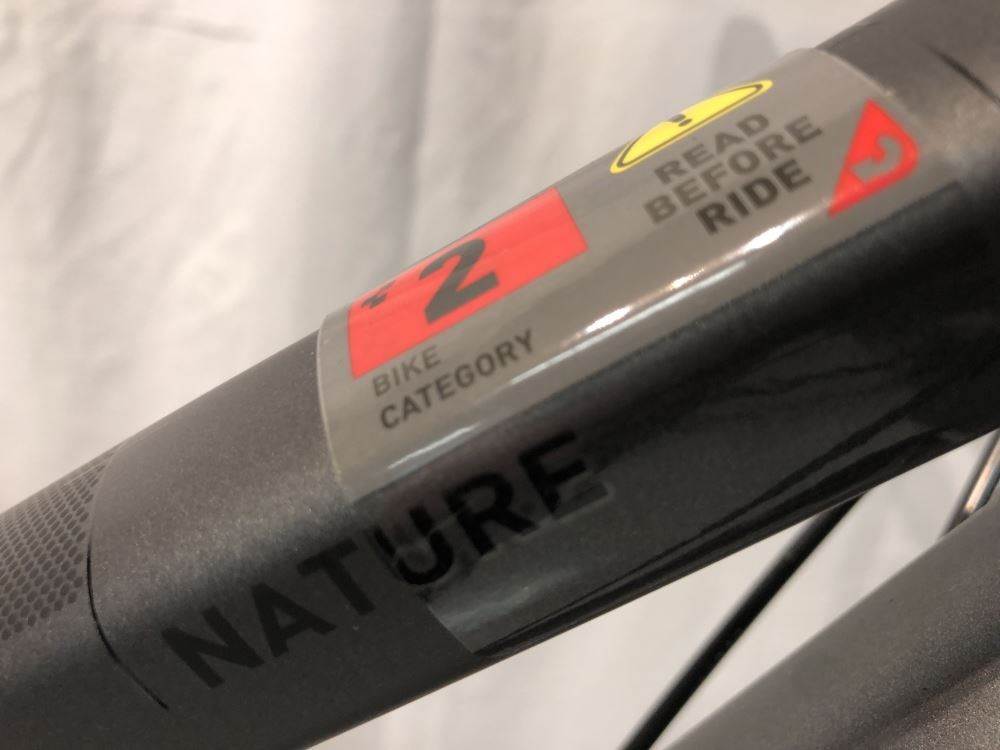 !
READ
BEFORE
RIDE
2
BIKE
CATEGORY
NATURE